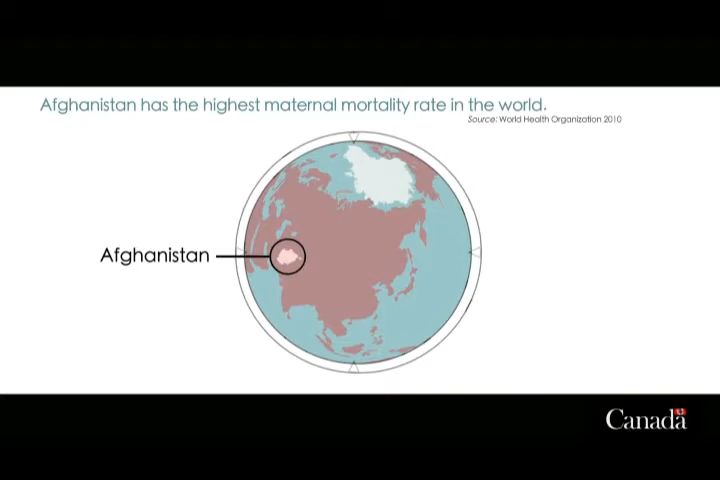 Afghanistan has the highest maternal mortality rate in the world.
Source: World Health Organization 2010
Afghanistan
Canada